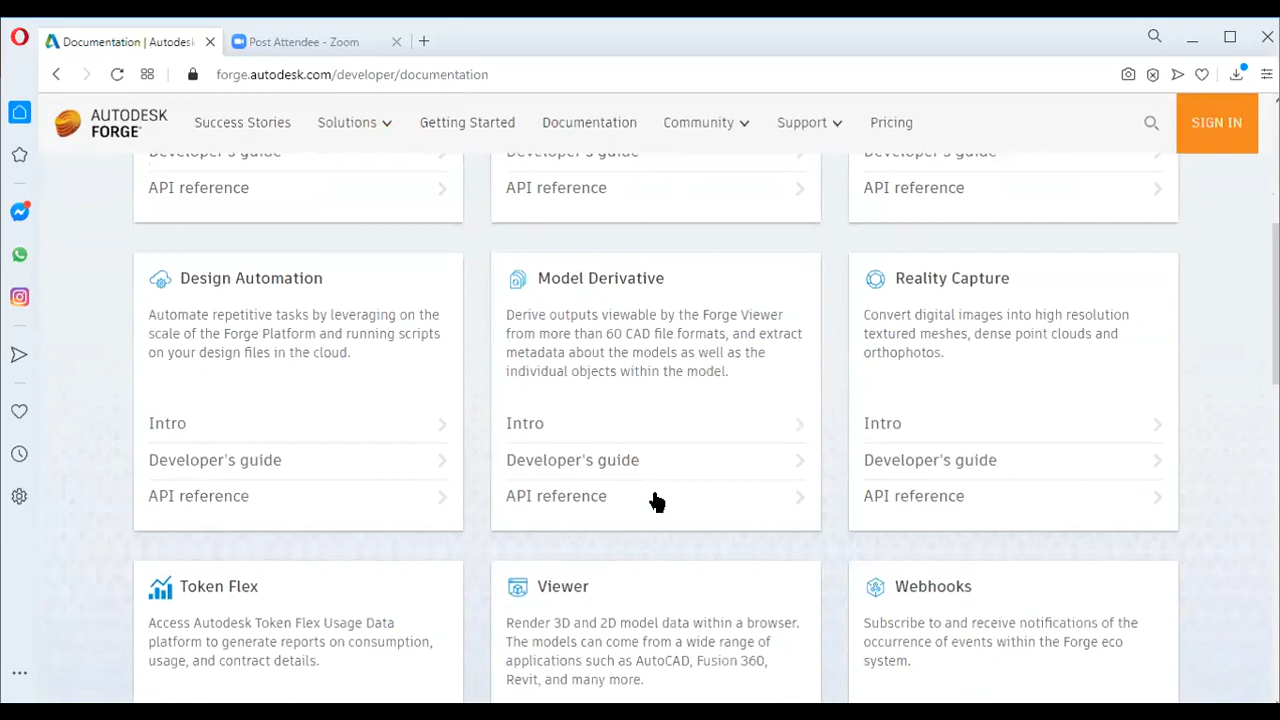 Documentation | Autodesk
Post Attendee - Zoom
forge.autodesk.com/developer/documentation
AUTODESK
FORGE
Success Stories
Solutions
Getting Started
Documentation
Community
Support
Pricing
SIGN IN
Developer's guide
Developer's guide
Developer's guide
API reference
API reference
API reference
Design Automation
Automate repetitive tasks by leveraging on the
scale of the Forge Platform and running scripts
on your design files in the cloud.
Intro
Developer's guide
API reference
Model Derivative
Derive outputs viewable by the Forge Viewer
from more than 60 CAD file formats, and extract
metadata about the models as well as the
individual objects within the model.
Intro
Developer's guide
API reference
Reality Capture
Convert digital images into high resolution
textured meshes, dense point clouds and
orthophotos.
Intro
Developer's guide
API reference
Token Flex
Access Autodesk Token Flex Usage Data
platform to generate reports on consumption,
usage, and contract details.
Viewer
Render 3D and 2D model data within a browser.
The models can come from a wide range of
applications such as AutoCAD, Fusion 360,
Revit, and many more.
Webhooks
Subscribe to and receive notifications of the
occurrence of events within the Forge eco
system.